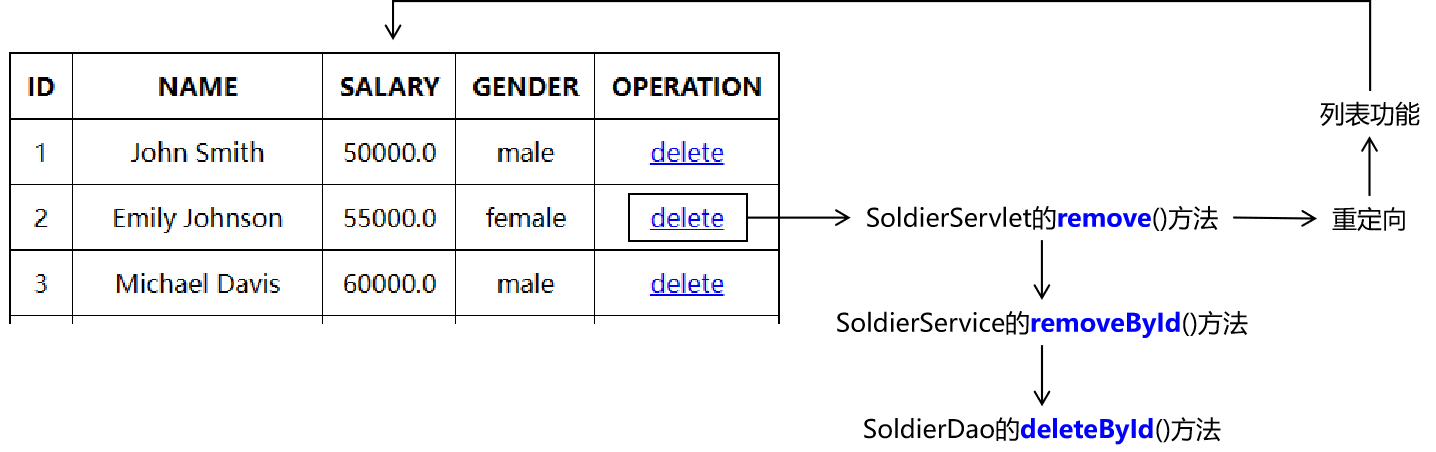 ID NAME SALARY GENDER OPERATION
1 John Smith 50000.0 male delete
2 Emily Johnson 55000.0 female delete
3 Michael Davis 60000.0 male delete
列表功能
SoldierServlet的remove()方法
重定向
SoldierService的removeById()方法
SoldierDao的deleteById()方法